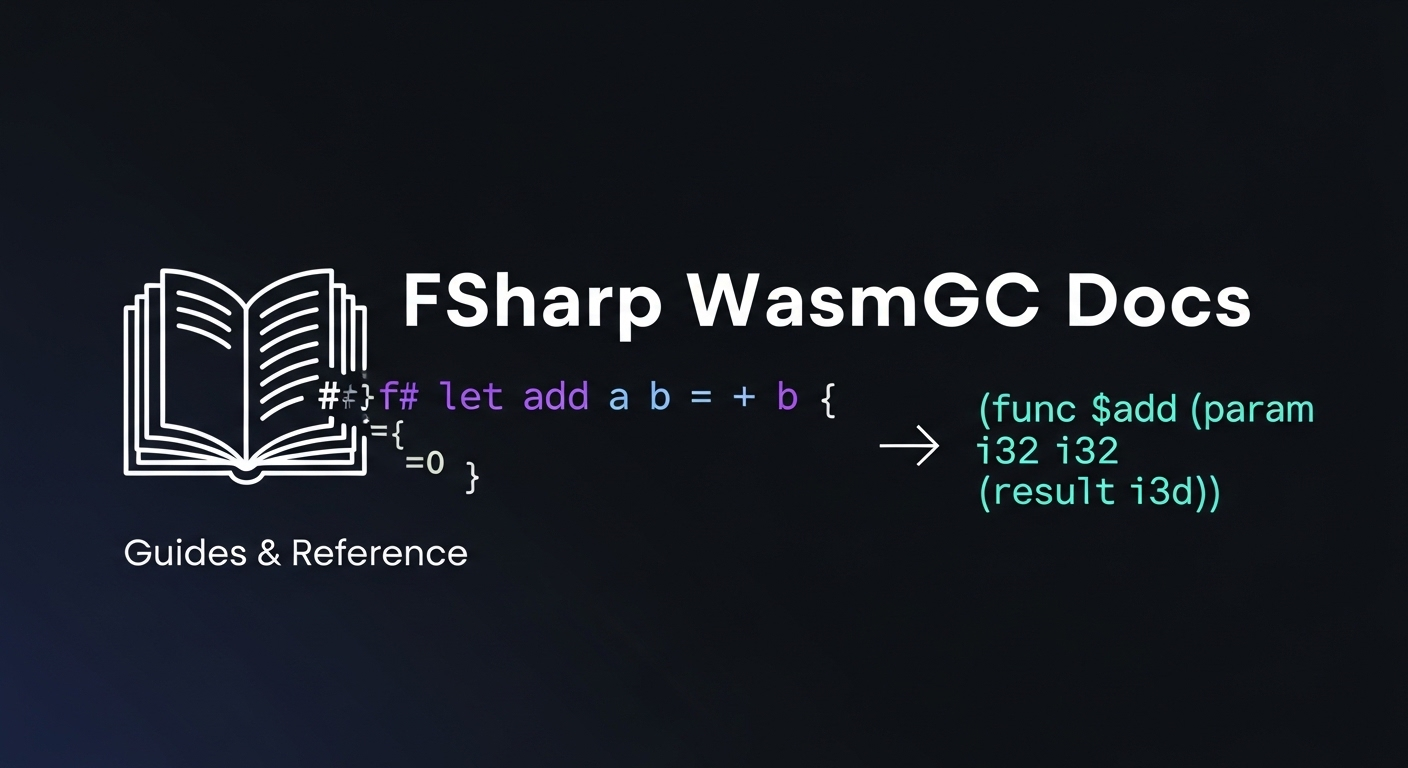 FSharp WasmGC Docs
##}f# let add a b = + b {
={
=0 }
(func $add (param
i32 i32
(result i3d))
Guides & Reference